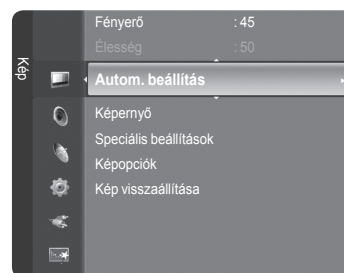 Kép
Fényerő : 45
Élesség : 50
Autom. beállítás
Képernyő
Speciális beállítások
Képopciók
Kép visszaállítása